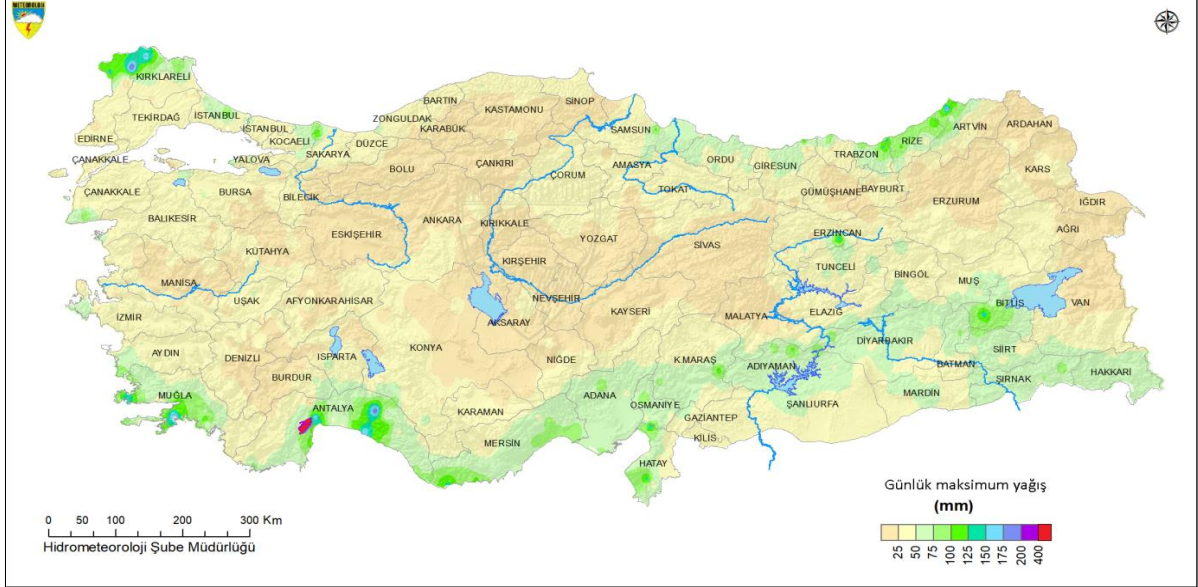 METEOROLOJİ
KIRKLARELİ
TEKİRDAĞ
İSTANBUL
EDİRNE
İSTANBUL
KOCAELİ
ÇANAKKALE
YALOVA
SAKARYA
DÜZCE
ZONGULDAK
BARTIN
KARABÜK
KASTAMONU
SİNOP
SAMSUN
ORDU
GİRESUN
TRABZON
RİZE
ARTVİN
ARDAHAN
ÇANAKKALE
BURSA
BİLECİK
BOLU
ÇANKIRI
ÇORUM
AMASYA
TOKAT
GÜMÜŞHANE
BAYBURT
ERZURUM
KARS
IĞDIR
BALIKESİR
KÜTAHYA
ESKİŞEHİR
ANKARA
KIRIKKALE
YOZGAT
SİVAS
ERZİNCAN
AĞRI
MANİSA
UŞAK
AFYONKARAHİSAR
KIRŞEHİR
NEVŞEHİR
KAYSERİ
MALATYA
TUNCELİ
ELAZIĞ
BİNGÖL
MUŞ
BİTLİS
VAN
İZMİR
AYDIN
DENİZLİ
ISPARTA
BURDUR
KONYA
AKSARAY
NİĞDE
K.MARAŞ
ADIYAMAN
DİYARBAKIR
BATMAN
SİİRT
ŞIRNAK
HAKKARİ
MUĞLA
ANTALYA
KARAMAN
MERSİN
ADANA
OSMANİYE
GAZİANTEP
KİLİS
HATAY
ŞANLIURFA
MARDİN
Günlük maksimum yağış
(mm)
25 50 75 100 125 150 175 200 400
0 50 100 200 300 Km
Hidrometeoroloji Şube Müdürlüğü